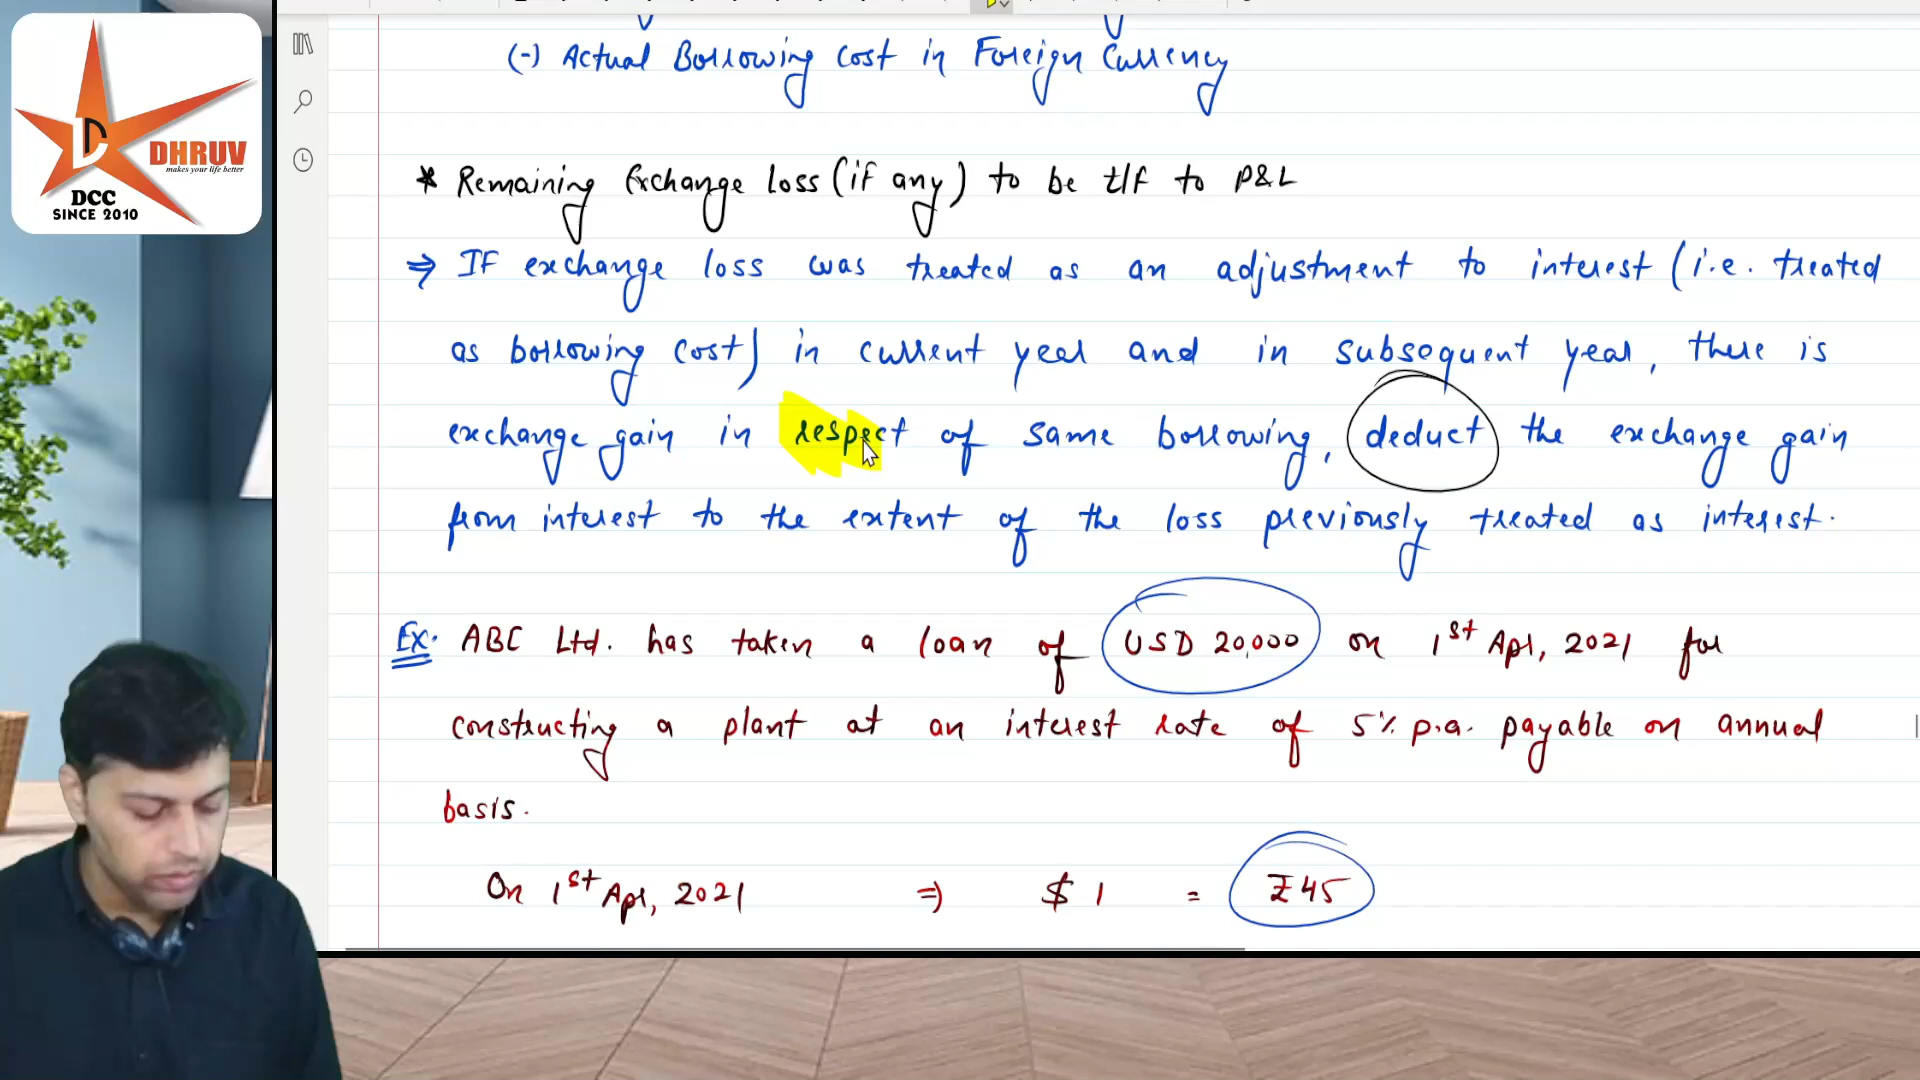 DHRUV
makes your life better
DCC
SINCE 2010
(-) Actual Borrowing Cost in Foreign Currency
* Remaining Exchange loss (if any) to be t/f to P&L
⇒ If exchange loss was treated as an adjustment to interest (i.e. treated
as borrowing cost) in current year and in subsequent year, there is
exchange gain in respect of same borrowing, deduct the exchange gain
from interest to the extent of the loss previously treated as interest.
Ex. ABC Ltd. has taken a loan of USD 20,000 on 1st Apr, 2021 for
constructing a plant at an interest rate of 5% p.a. payable on annual
basis.
On 1st Apr, 2021 ⇒ $ 1 = ₹45